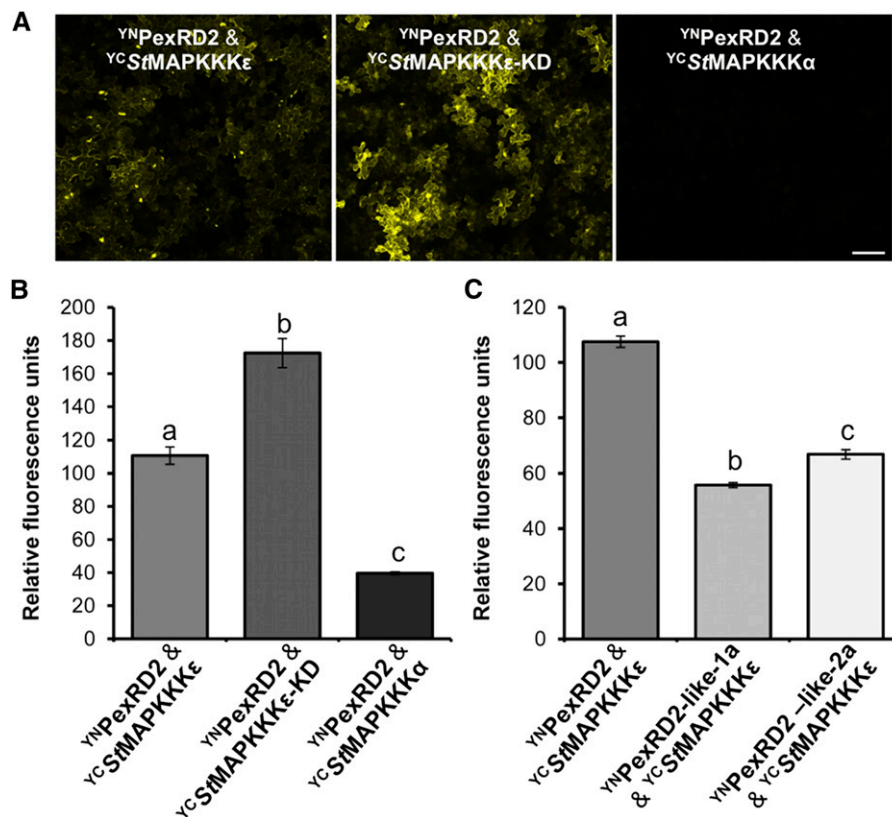 A
YNPexRD2 &
YCStMAPKKKε
YNPexRD2 &
YCStMAPKKKε-KD
YNPexRD2 &
YCStMAPKKKα
B
Relative fluorescence units
200
180
160
140
120
100
80
60
40
20
0
a
b
c
YNPexRD2 &
YCStMAPKKKε
YNPexRD2 &
YCStMAPKKKε-KD
YNPexRD2 &
YCStMAPKKKα
C
Relative fluorescence units
120
100
80
60
40
20
0
a
b
c
YNPexRD2 &
YCStMAPKKKε
YNPexRD2-like-1a
& YCStMAPKKKε
YNPexRD2 –like-2a
& YCStMAPKKKε